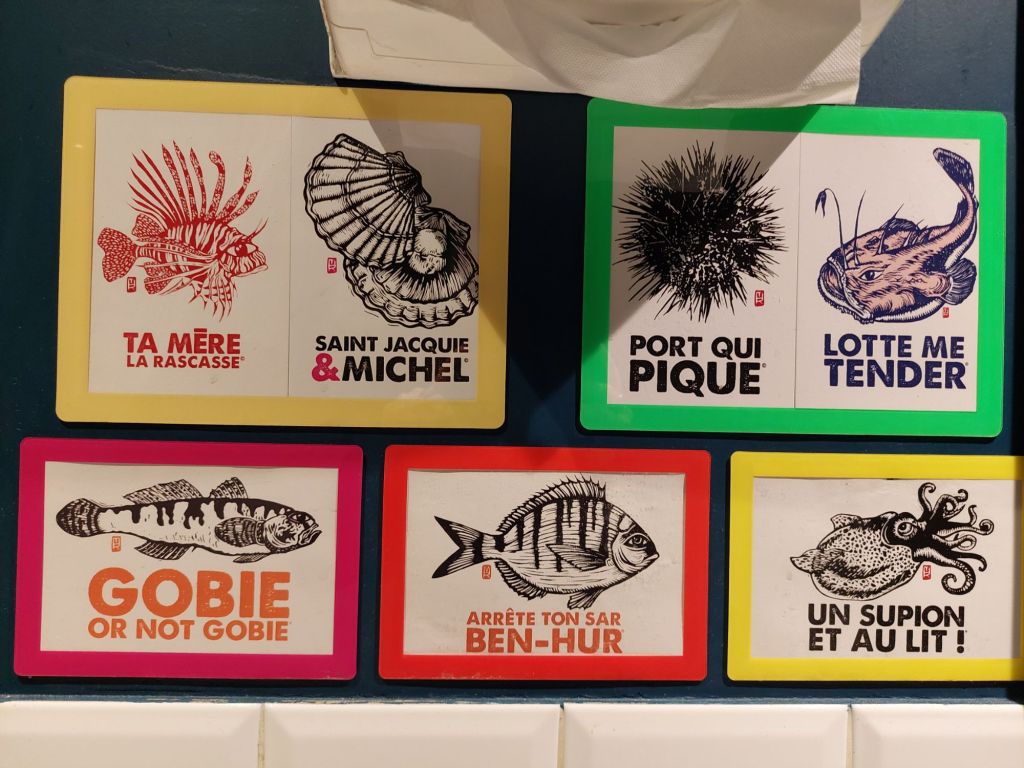 TA MĒRE
LA RASCASSE©
SAINT JACQUIE
& MICHEL©
PORT QUI
PIQUE©
LOTTE ME
TENDER©
GOBIE
OR NOT GOBIE
ARRÊTE TON SAR
BEN-HUR
UN SUPION
ET AU LIT !